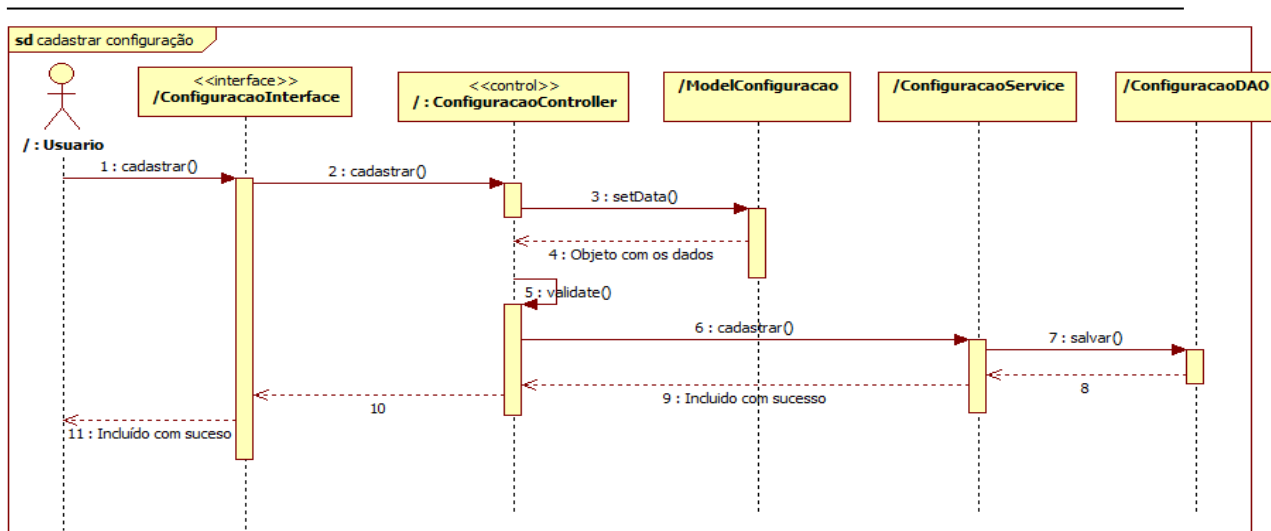 sd cadastrar configuração
<<interface>>
/ConfiguracaoInterface
<<control>>
/ : ConfiguracaoController
/ModelConfiguracao
/ConfiguracaoService
/ConfiguracaoDAO
/ : Usuario
1 : cadastrar()
2 : cadastrar()
3 : setData()
4 : Objeto com os dados
5 : validate()
6 : cadastrar()
7 : salvar()
8
9 : Incluido com sucesso
10
11 : Incluído com suceso